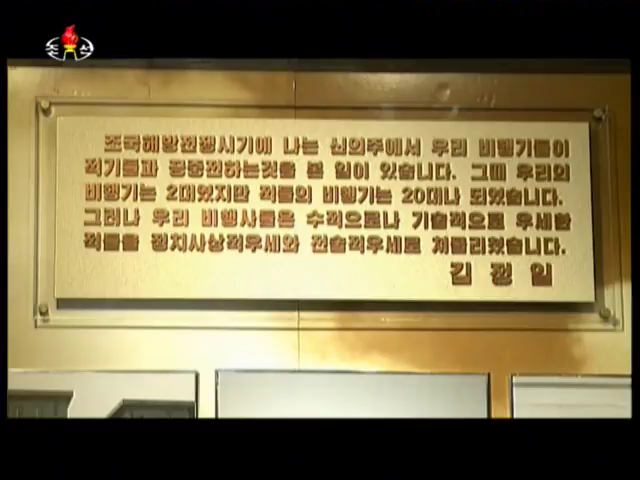 조선
조국해방전쟁시기에 나는 신의주에서 우리 비행기들이
적기들과 공중전하는것을 본 일이 있습니다. 그때 우리의
비행기는 2대였지만 적들의 비행기는 20대나 되였습니다.
그러나 우리 비행사들은 수적으로나 기술적으로 우세한
적들을 정치사상적우세와 전술적우세로 쳐물리쳤습니다.
김정일